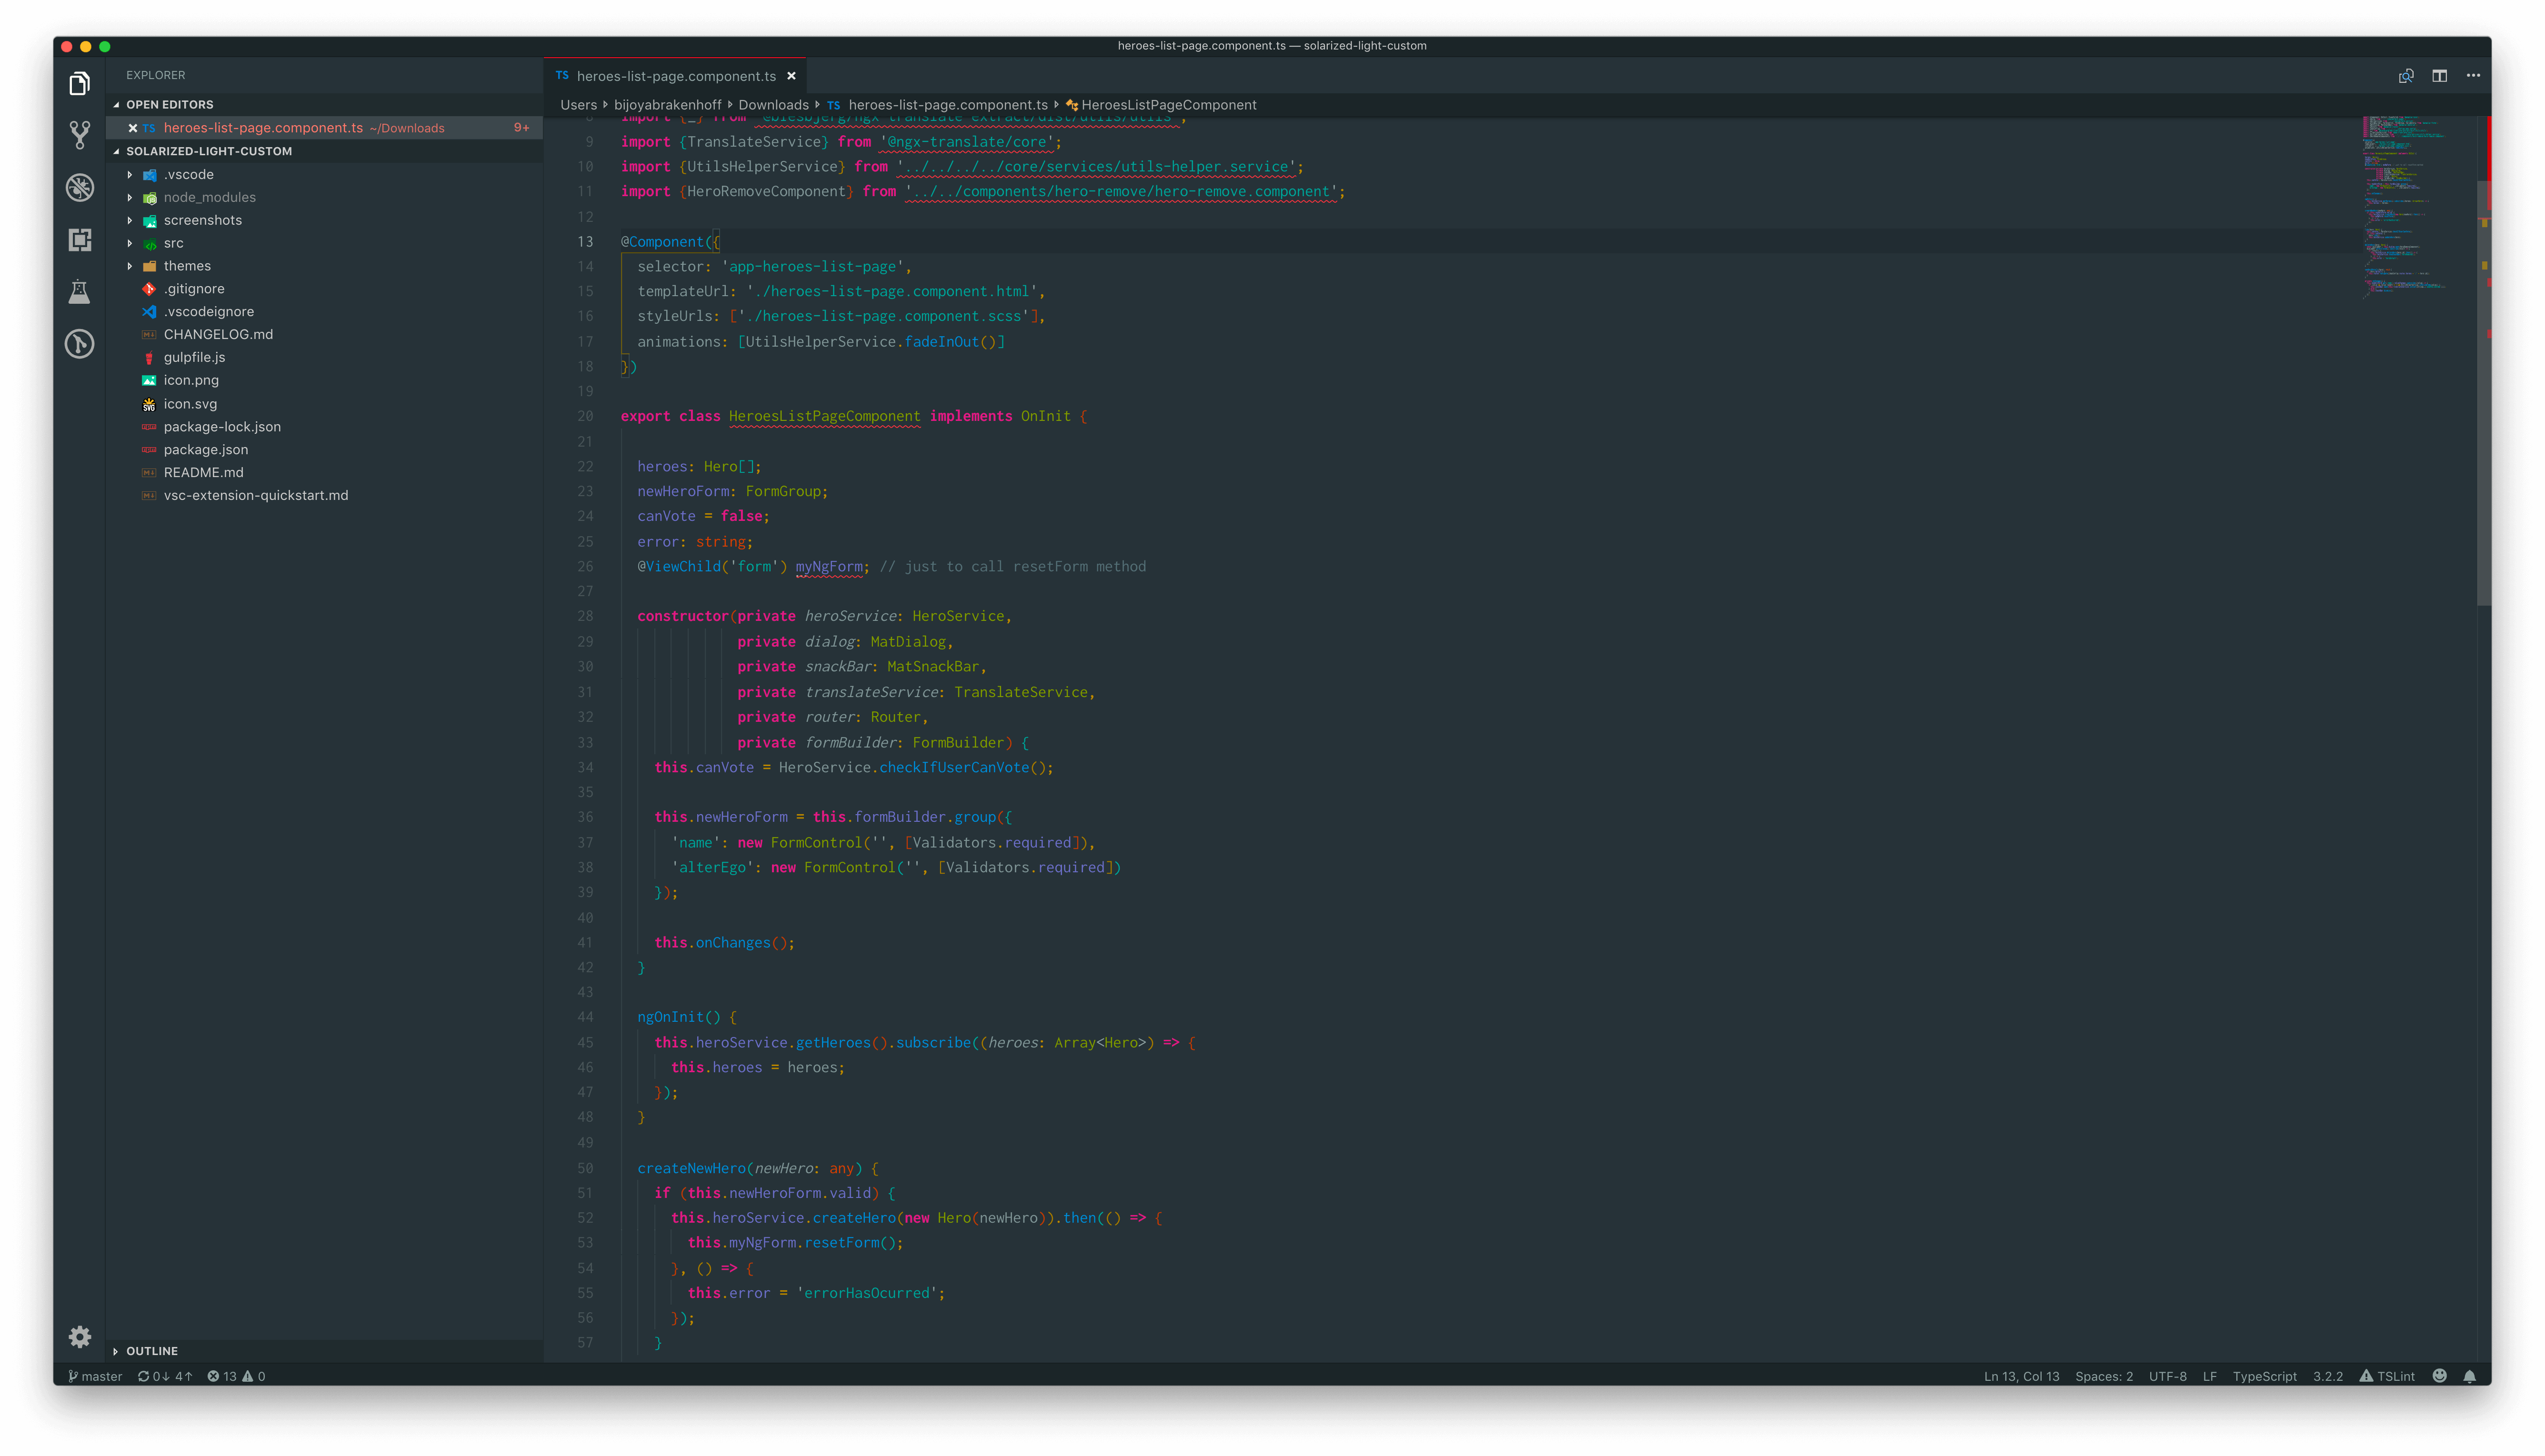 heroes-list-page.component.ts — solarized-light-custom
EXPLORER
OPEN EDITORS
TS heroes-list-page.component.ts ~/Downloads 9+
SOLARIZED-LIGHT-CUSTOM
.vscode
node_modules
screenshots
src
themes
.gitignore
.vscodeignore
CHANGELOG.md
gulpfile.js
icon.png
icon.svg
package-lock.json
package.json
README.md
vsc-extension-quickstart.md
OUTLINE
TS heroes-list-page.component.ts
Users bijoyabrakenhoff Downloads TS heroes-list-page.component.ts HeroesListPageComponent
8 import {_} from '@biesbjerg/ngx-translate-extract/dist/utils/utils';
9 import {TranslateService} from '@ngx-translate/core';
10 import {UtilsHelperService} from '../../../../core/services/utils-helper.service';
11 import {HeroRemoveComponent} from '../../components/hero-remove/hero-remove.component';
12
13 @Component({
14 selector: 'app-heroes-list-page',
15 templateUrl: './heroes-list-page.component.html',
16 styleUrls: ['./heroes-list-page.component.scss'],
17 animations: [UtilsHelperService.fadeInOut()]
18 })
19
20 export class HeroesListPageComponent implements OnInit {
21
22 heroes: Hero[];
23 newHeroForm: FormGroup;
24 canVote = false;
25 error: string;
26 @ViewChild('form') myNgForm; // just to call resetForm method
27
28 constructor(private heroService: HeroService,
29 private dialog: MatDialog,
30 private snackBar: MatSnackBar,
31 private translateService: TranslateService,
32 private router: Router,
33 private formBuilder: FormBuilder) {
34 this.canVote = HeroService.checkIfUserCanVote();
35
36 this.newHeroForm = this.formBuilder.group({
37 'name': new FormControl('', [Validators.required]),
38 'alterEgo': new FormControl('', [Validators.required])
39 });
40
41 this.onChanges();
42 }
43
44 ngOnInit() {
45 this.heroService.getHeroes().subscribe((heroes: Array<Hero>) => {
46 this.heroes = heroes;
47 });
48 }
49
50 createNewHero(newHero: any) {
51 if (this.newHeroForm.valid) {
52 this.heroService.createHero(new Hero(newHero)).then(() => {
53 this.myNgForm.resetForm();
54 }, () => {
55 this.error = 'errorHasOcurred';
56 });
57 }
master 0↓ 4↑ 13 0
Ln 13, Col 13 Spaces: 2 UTF-8 LF TypeScript 3.2.2 TSLint